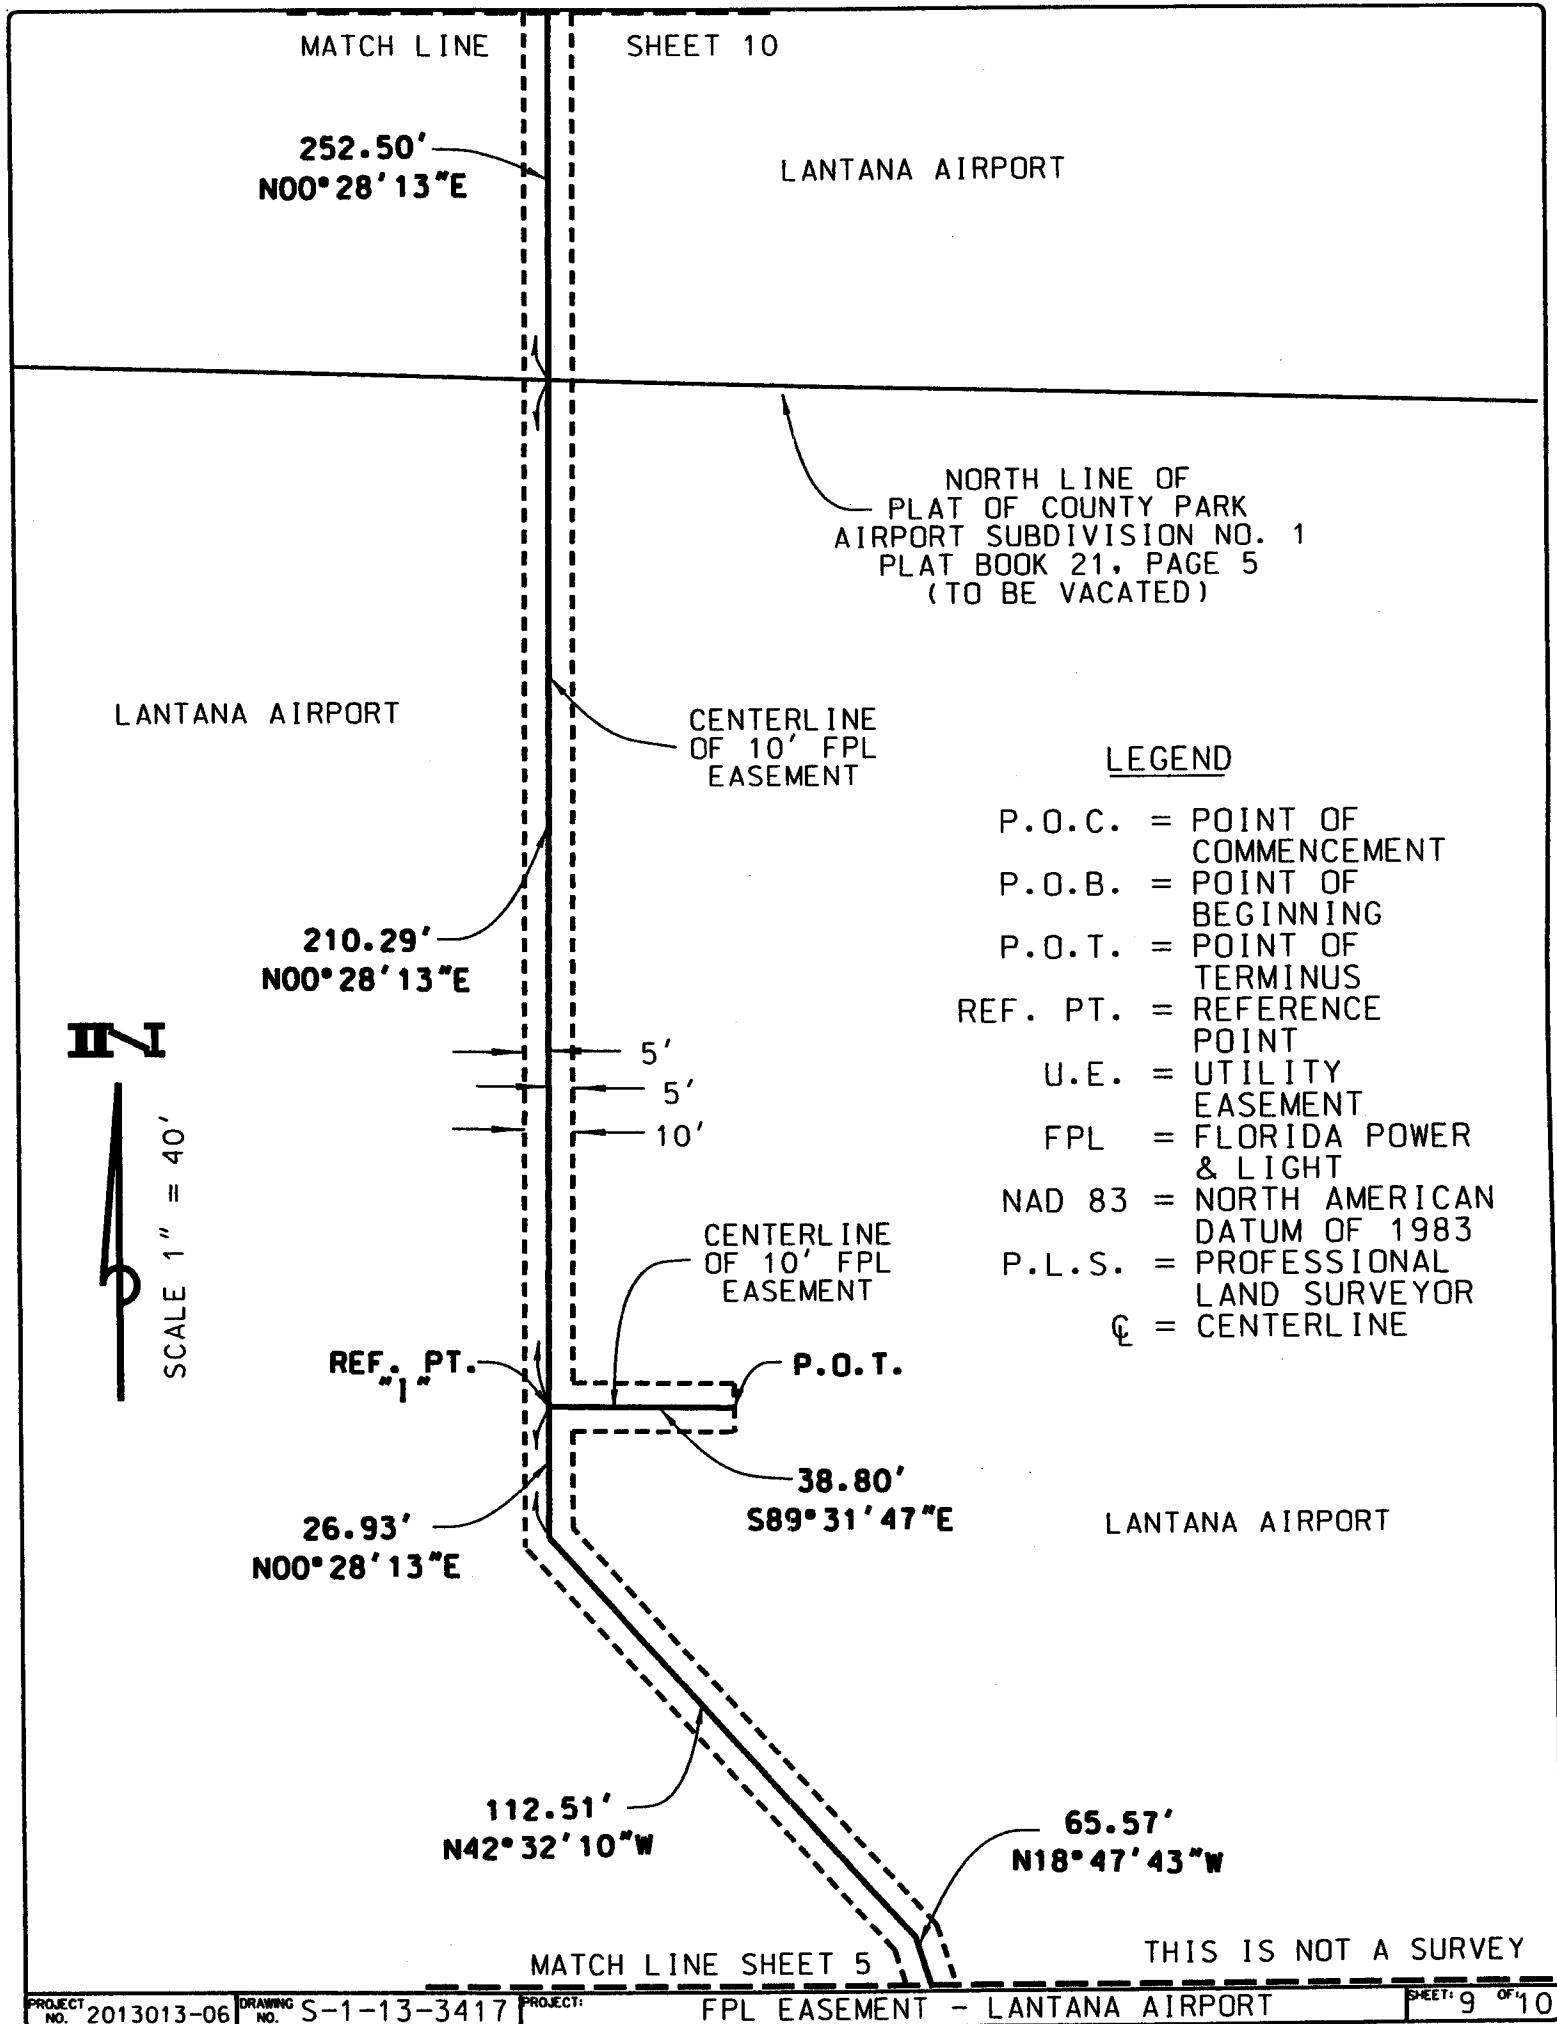 MATCH LINE SHEET 10
252.50'
N00°28'13"E
LANTANA AIRPORT
NORTH LINE OF
PLAT OF COUNTY PARK
AIRPORT SUBDIVISION NO. 1
PLAT BOOK 21, PAGE 5
(TO BE VACATED)
LANTANA AIRPORT
CENTERLINE
OF 10' FPL
EASEMENT
210.29'
N00°28'13"E
LEGEND
P.O.C. = POINT OF
COMMENCEMENT
P.O.B. = POINT OF
BEGINNING
P.O.T. = POINT OF
TERMINUS
REF. PT. = REFERENCE
POINT
U.E. = UTILITY
EASEMENT
FPL = FLORIDA POWER
& LIGHT
NAD 83 = NORTH AMERICAN
DATUM OF 1983
P.L.S. = PROFESSIONAL
LAND SURVEYOR
℄ = CENTERLINE
5'
5'
10'
N
SCALE 1" = 40'
CENTERLINE
OF 10' FPL
EASEMENT
REF. PT.
"1"
P.O.T.
38.80'
S89°31'47"E
26.93'
N00°28'13"E
LANTANA AIRPORT
112.51'
N42°32'10"W
65.57'
N18°47'43"W
MATCH LINE SHEET 5
THIS IS NOT A SURVEY
PROJECT NO. 2013013-06 DRAWING NO. S-1-13-3417 PROJECT: FPL EASEMENT - LANTANA AIRPORT SHEET: 9 OF: 10